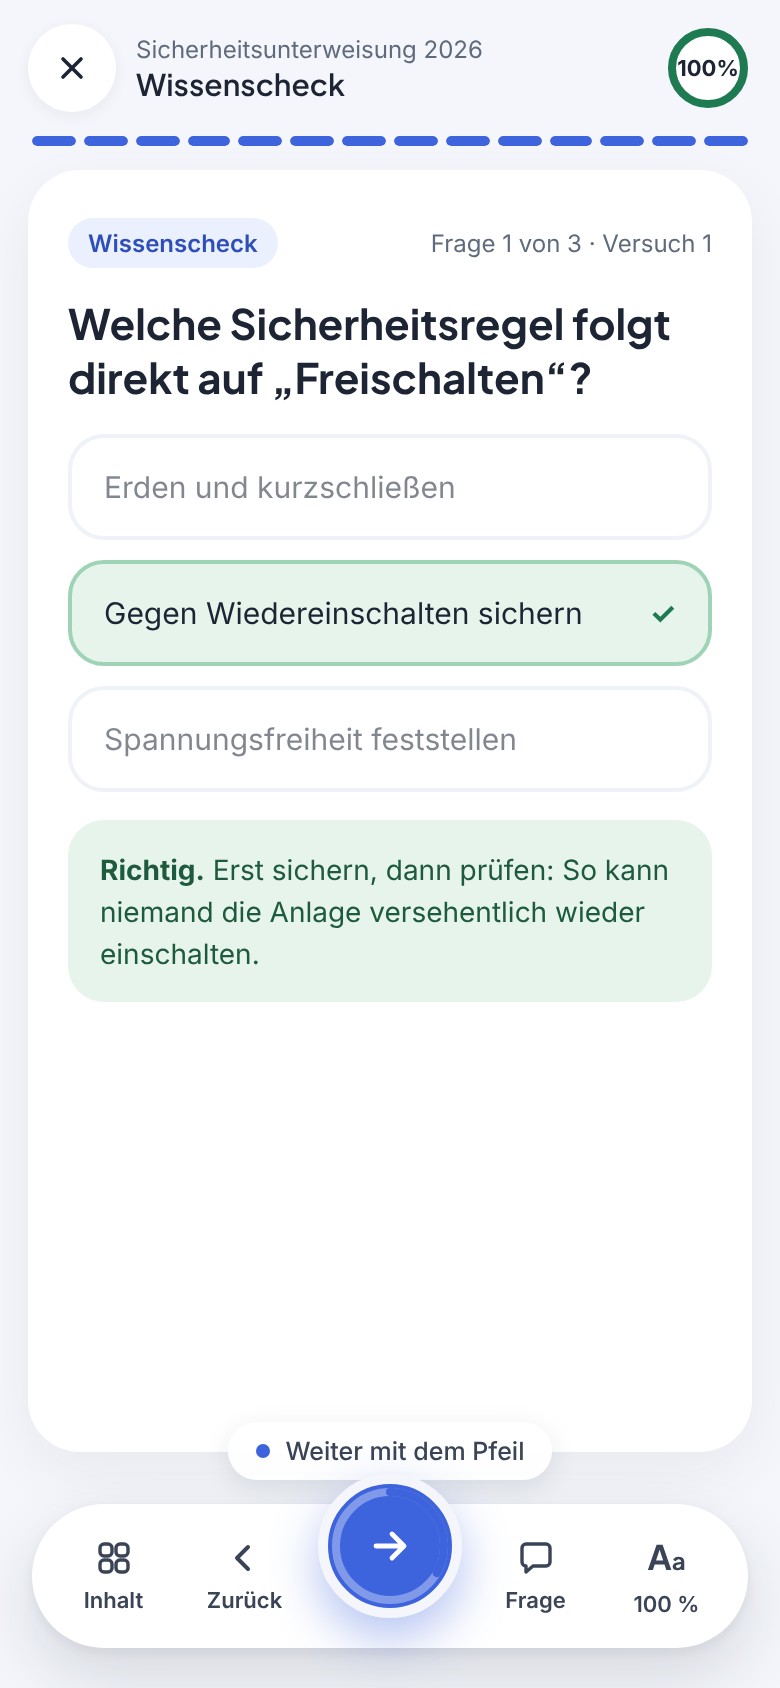 Sicherheitsunterweisung 2026
Wissenscheck
100%
Wissenscheck
Frage 1 von 3 · Versuch 1
Welche Sicherheitsregel folgt
direkt auf „Freischalten“?
Erden und kurzschließen
Gegen Wiedereinschalten sichern
Spannungsfreiheit feststellen
Richtig. Erst sichern, dann prüfen: So kann
niemand die Anlage versehentlich wieder
einschalten.
Weiter mit dem Pfeil
Inhalt
Zurück
Frage
Aa
100 %